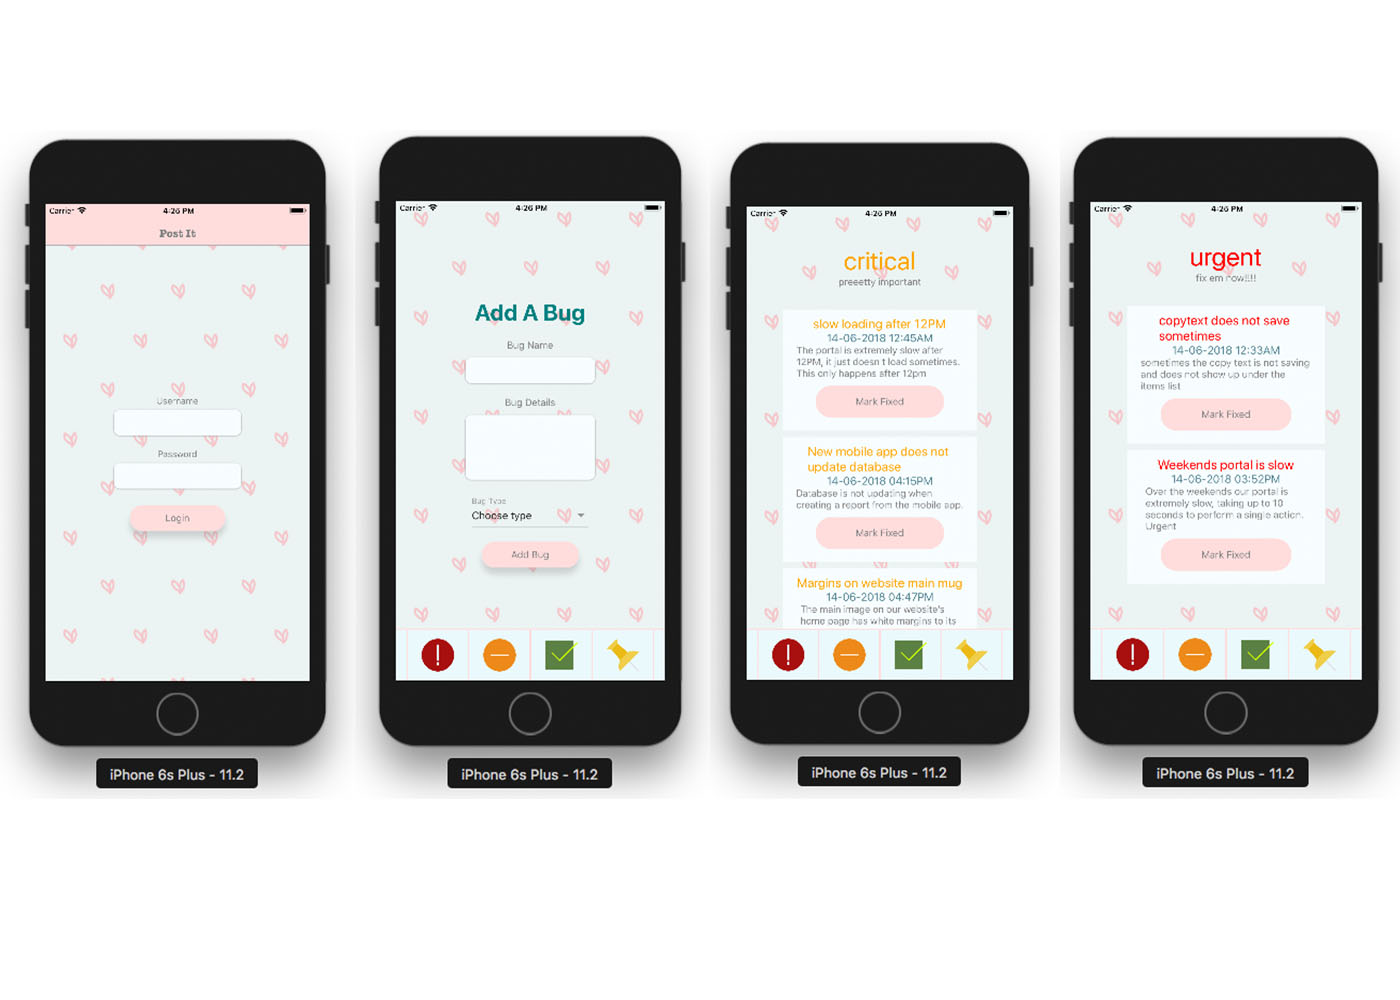 Carrier
4:26 PM
Post It
Username
Password
Login
iPhone 6s Plus - 11.2
Carrier
4:26 PM
Add A Bug
Bug Name
Bug Details
Bug Type
Choose type
Add Bug
iPhone 6s Plus - 11.2
Carrier
4:26 PM
critical
preeetty important
slow loading after 12PM
14-06-2018 12:45AM
The portal is extremely slow after
12PM, it just doesn t load sometimes.
This only happens after 12pm
Mark Fixed
New mobile app does not
update database
14-06-2018 04:15PM
Database is not updating when
creating a report from the mobile app.
Mark Fixed
Margins on website main mug
14-06-2018 04:47PM
The main image on our website's
home page has white margins to its
iPhone 6s Plus - 11.2
Carrier
4:26 PM
urgent
fix em now!!!!
copytext does not save
sometimes
14-06-2018 12:33AM
sometimes the copy text is not saving
and does not show up under the
items list
Mark Fixed
Weekends portal is slow
14-06-2018 03:52PM
Over the weekends our portal is
extremely slow, taking up to 10
seconds to perform a single action.
Urgent
Mark Fixed
iPhone 6s Plus - 11.2